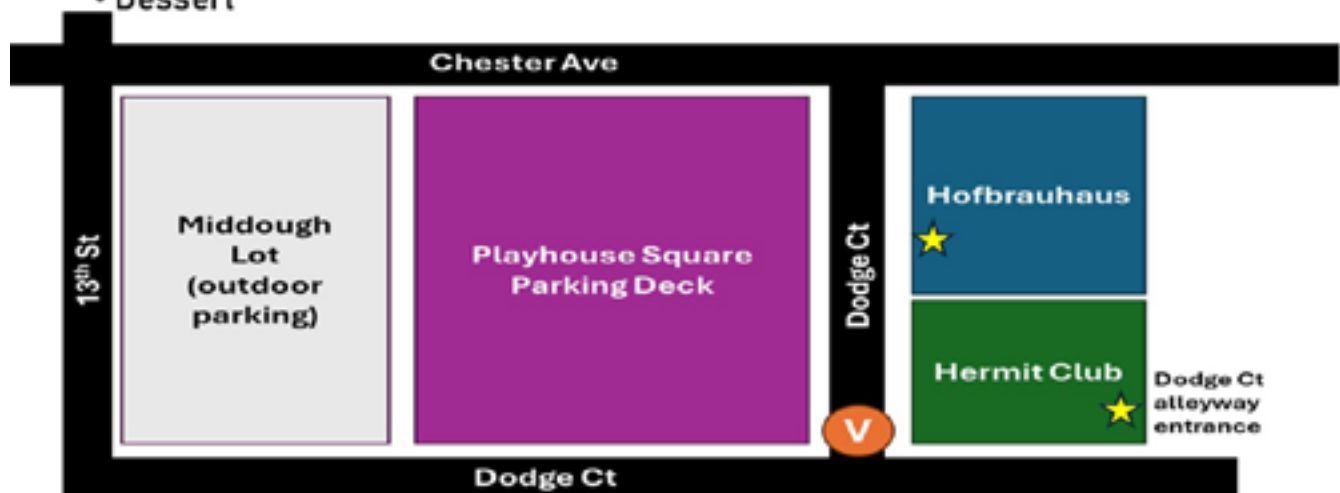 • Dessert
Chester Ave
13th St
Middough
Lot
(outdoor
parking)
Playhouse Square
Parking Deck
Dodge Ct
Hofbrauhaus
Hermit Club
Dodge Ct
alleyway
entrance
V
Dodge Ct